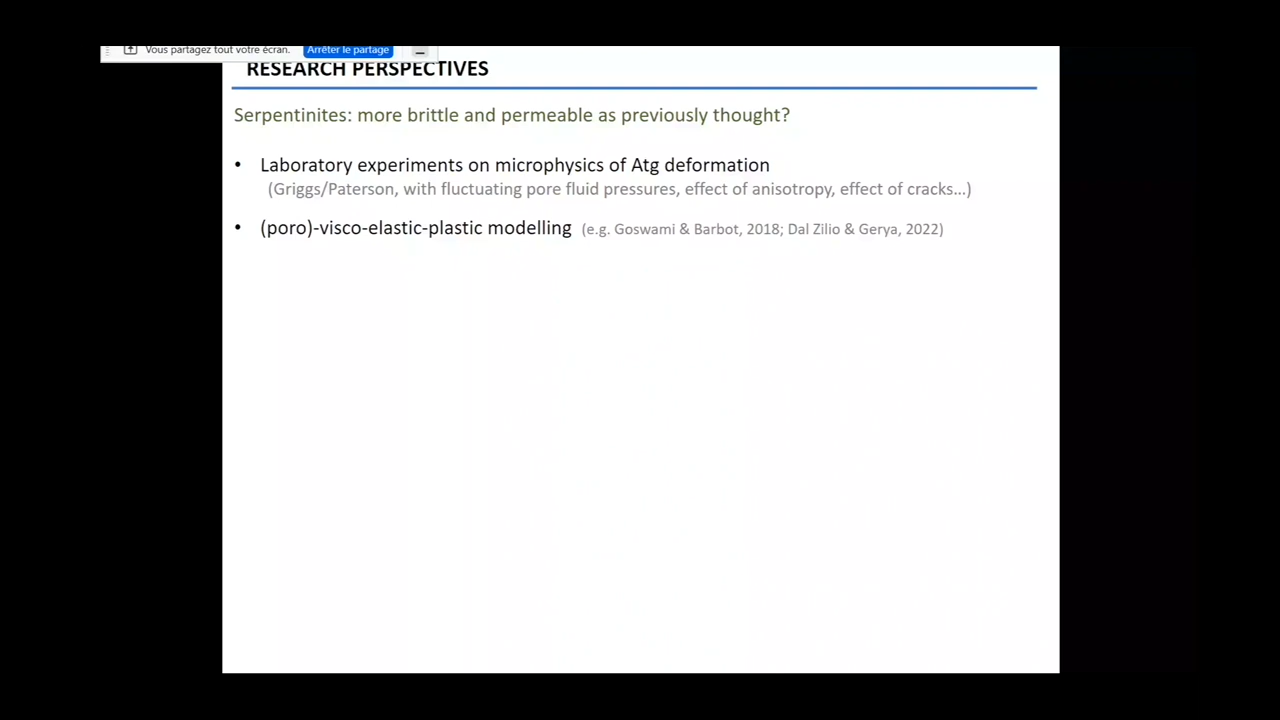 Vous partagez tout votre écran. Arrêter le partage
RESEARCH PERSPECTIVES
Serpentinites: more brittle and permeable as previously thought?
• Laboratory experiments on microphysics of Atg deformation
(Griggs/Paterson, with fluctuating pore fluid pressures, effect of anisotropy, effect of cracks…)
• (poro)-visco-elastic-plastic modelling (e.g. Goswami & Barbot, 2018; Dal Zilio & Gerya, 2022)